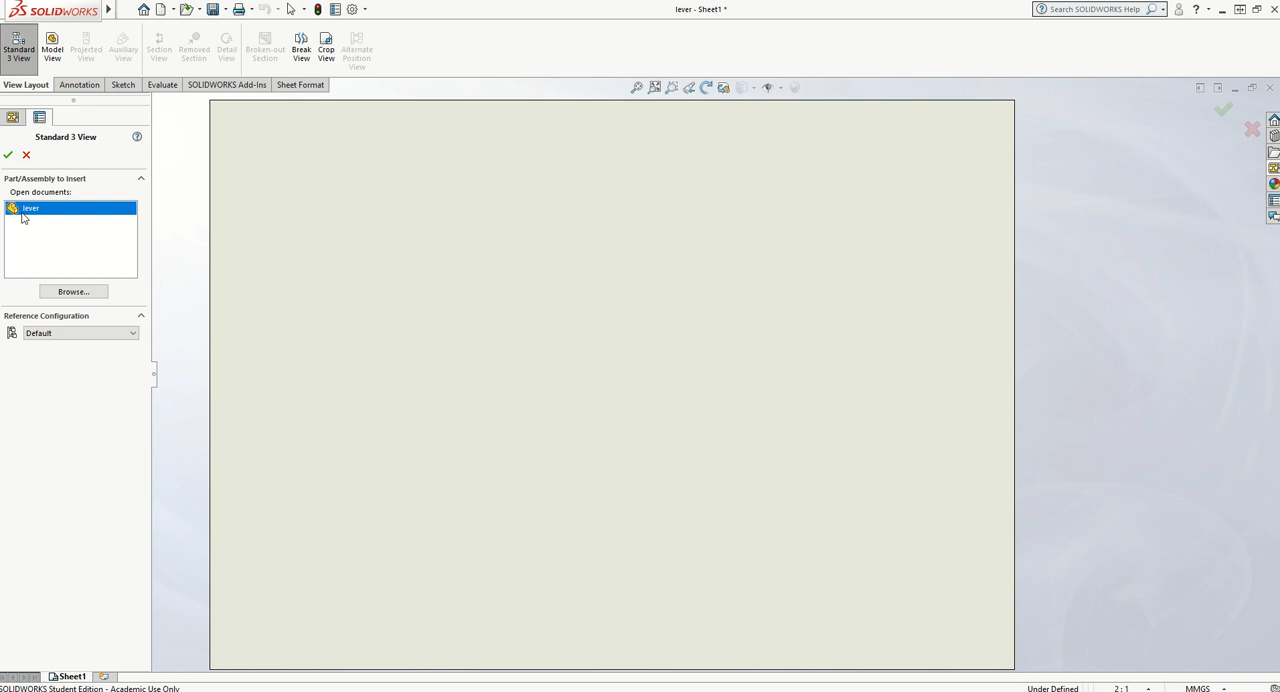 SOLIDWORKS
lever - Sheet1 *
Search SOLIDWORKS Help
Standard 3 View
Model View
Projected View
Auxiliary View
Section View
Removed Section
Detail View
Broken-out Section
Break View
Crop View
Alternate Position View
View Layout
Annotation
Sketch
Evaluate
SOLIDWORKS Add-Ins
Sheet Format
Standard 3 View
Part/Assembly to Insert
Open documents:
lever
Browse...
Reference Configuration
Default
Sheet1
SOLIDWORKS Student Edition - Academic Use Only
Under Defined
2 : 1
MMGS